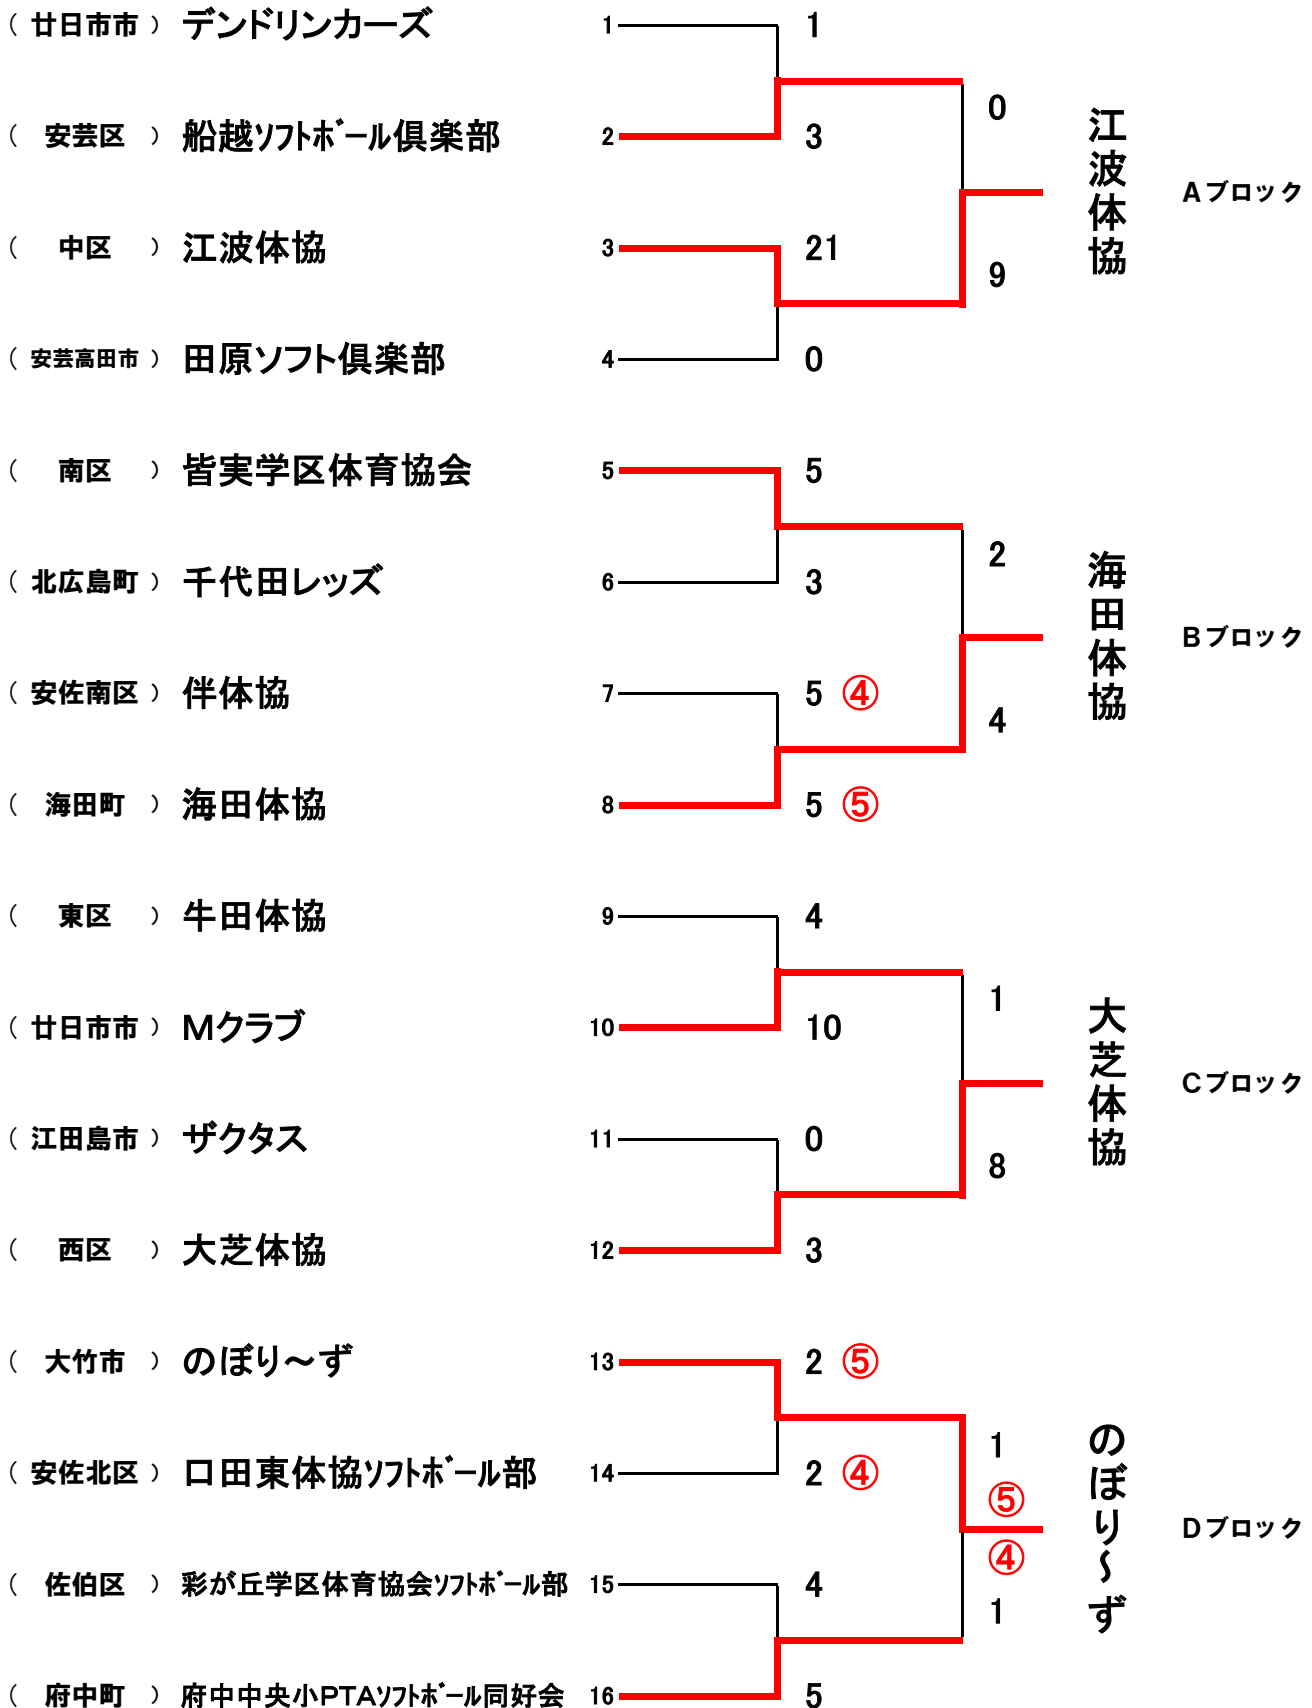 ( 廿日市市 ) デンドリンカーズ 1 1
0
( 安芸区 ) 船越ソフトボール倶楽部 2 3
江波体協 Aブロック
( 中区 ) 江波体協 3 21
9
( 安芸高田市 ) 田原ソフト倶楽部 4 0
( 南区 ) 皆実学区体育協会 5 5
2
( 北広島町 ) 千代田レッズ 6 3
海田体協 Bブロック
( 安佐南区 ) 伴体協 7 5 ④
4
( 海田町 ) 海田体協 8 5 ⑤
( 東区 ) 牛田体協 9 4
1
( 廿日市市 ) Mクラブ 10 10
大芝体協 Cブロック
( 江田島市 ) ザクタス 11 0
8
( 西区 ) 大芝体協 12 3
( 大竹市 ) のぼり～ず 13 2 ⑤
1
( 安佐北区 ) 口田東体協ソフトボール部 14 2 ④
⑤
のぼり～ず Dブロック
④
( 佐伯区 ) 彩が丘学区体育協会ソフトボール部 15 4
1
( 府中町 ) 府中中央小PTAソフトボール同好会 16 5